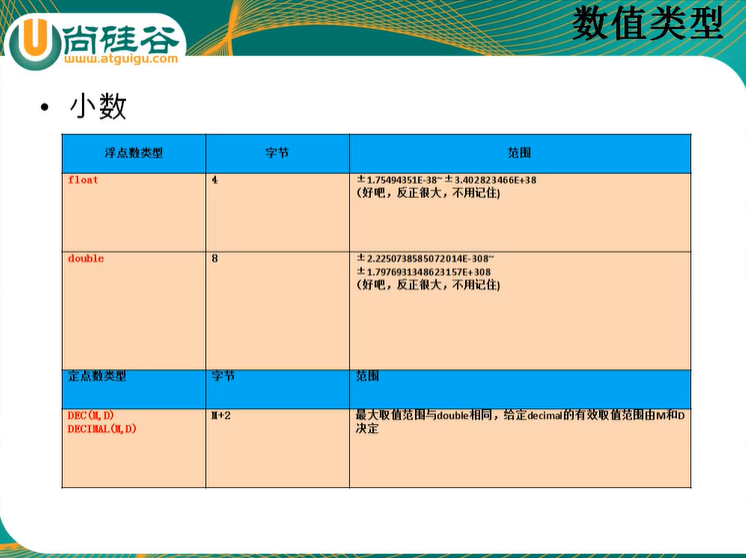 尚硅谷
www.atguigu.com
数值类型
• 小数
浮点数类型
字节
范围
float
4
±1.75494351E-38~±3.402823466E+38
(好吧，反正很大，不用记住)
double
8
±2.2250738585072014E-308~
±1.7976931348623157E+308
(好吧，反正很大，不用记住)
定点数类型
字节
范围
DEC(M,D)
DECIMAL(M,D)
M+2
最大取值范围与double相同，给定decimal的有效取值范围由M和D
决定